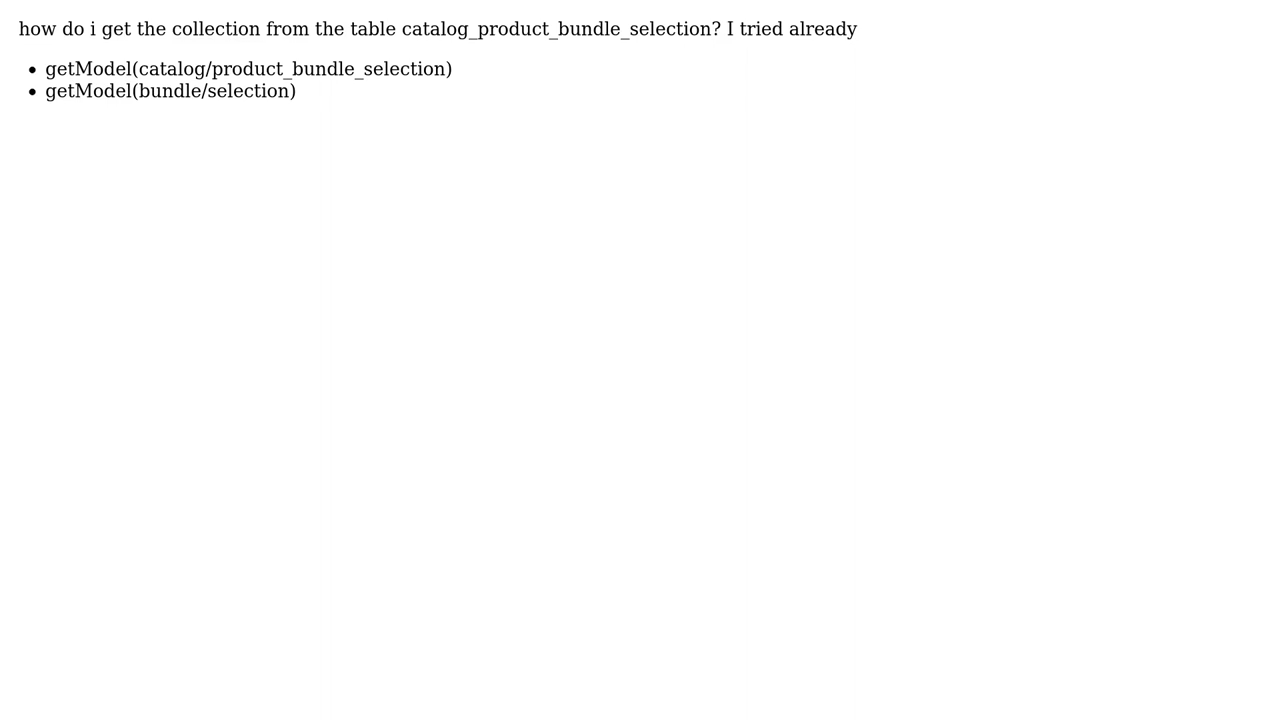 how do i get the collection from the table catalog_product_bundle_selection? I tried already
• getModel(catalog/product_bundle_selection)
• getModel(bundle/selection)